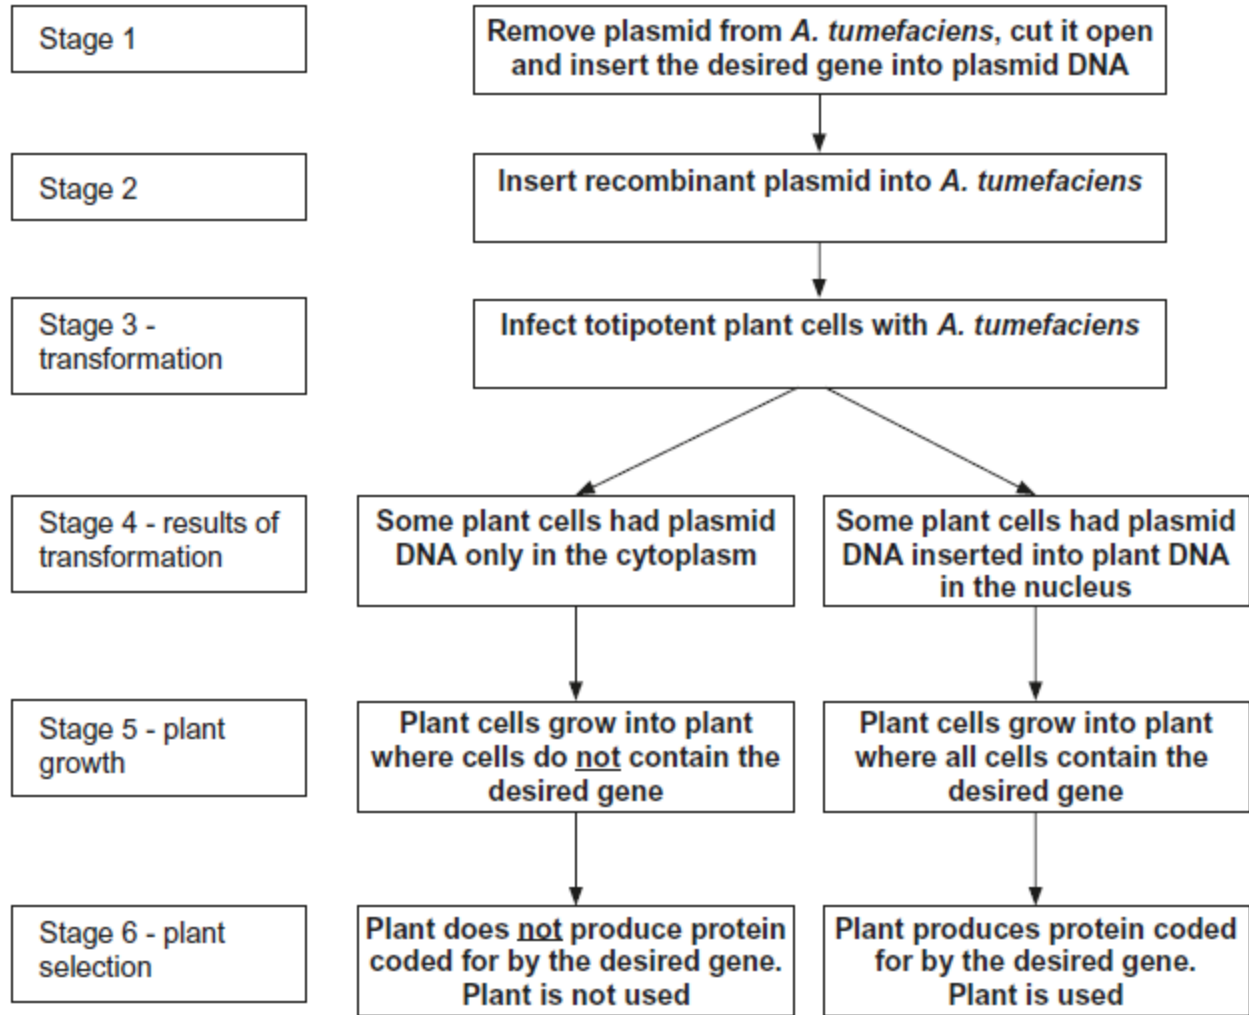 Stage 1
Remove plasmid from A. tumefaciens, cut it open
and insert the desired gene into plasmid DNA
Stage 2
Insert recombinant plasmid into A. tumefaciens
Stage 3 -
transformation
Infect totipotent plant cells with A. tumefaciens
Stage 4 - results of
transformation
Some plant cells had plasmid
DNA only in the cytoplasm
Some plant cells had plasmid
DNA inserted into plant DNA
in the nucleus
Stage 5 - plant
growth
Plant cells grow into plant
where cells do not contain the
desired gene
Plant cells grow into plant
where all cells contain the
desired gene
Stage 6 - plant
selection
Plant does not produce protein
coded for by the desired gene.
Plant is not used
Plant produces protein coded
for by the desired gene.
Plant is used